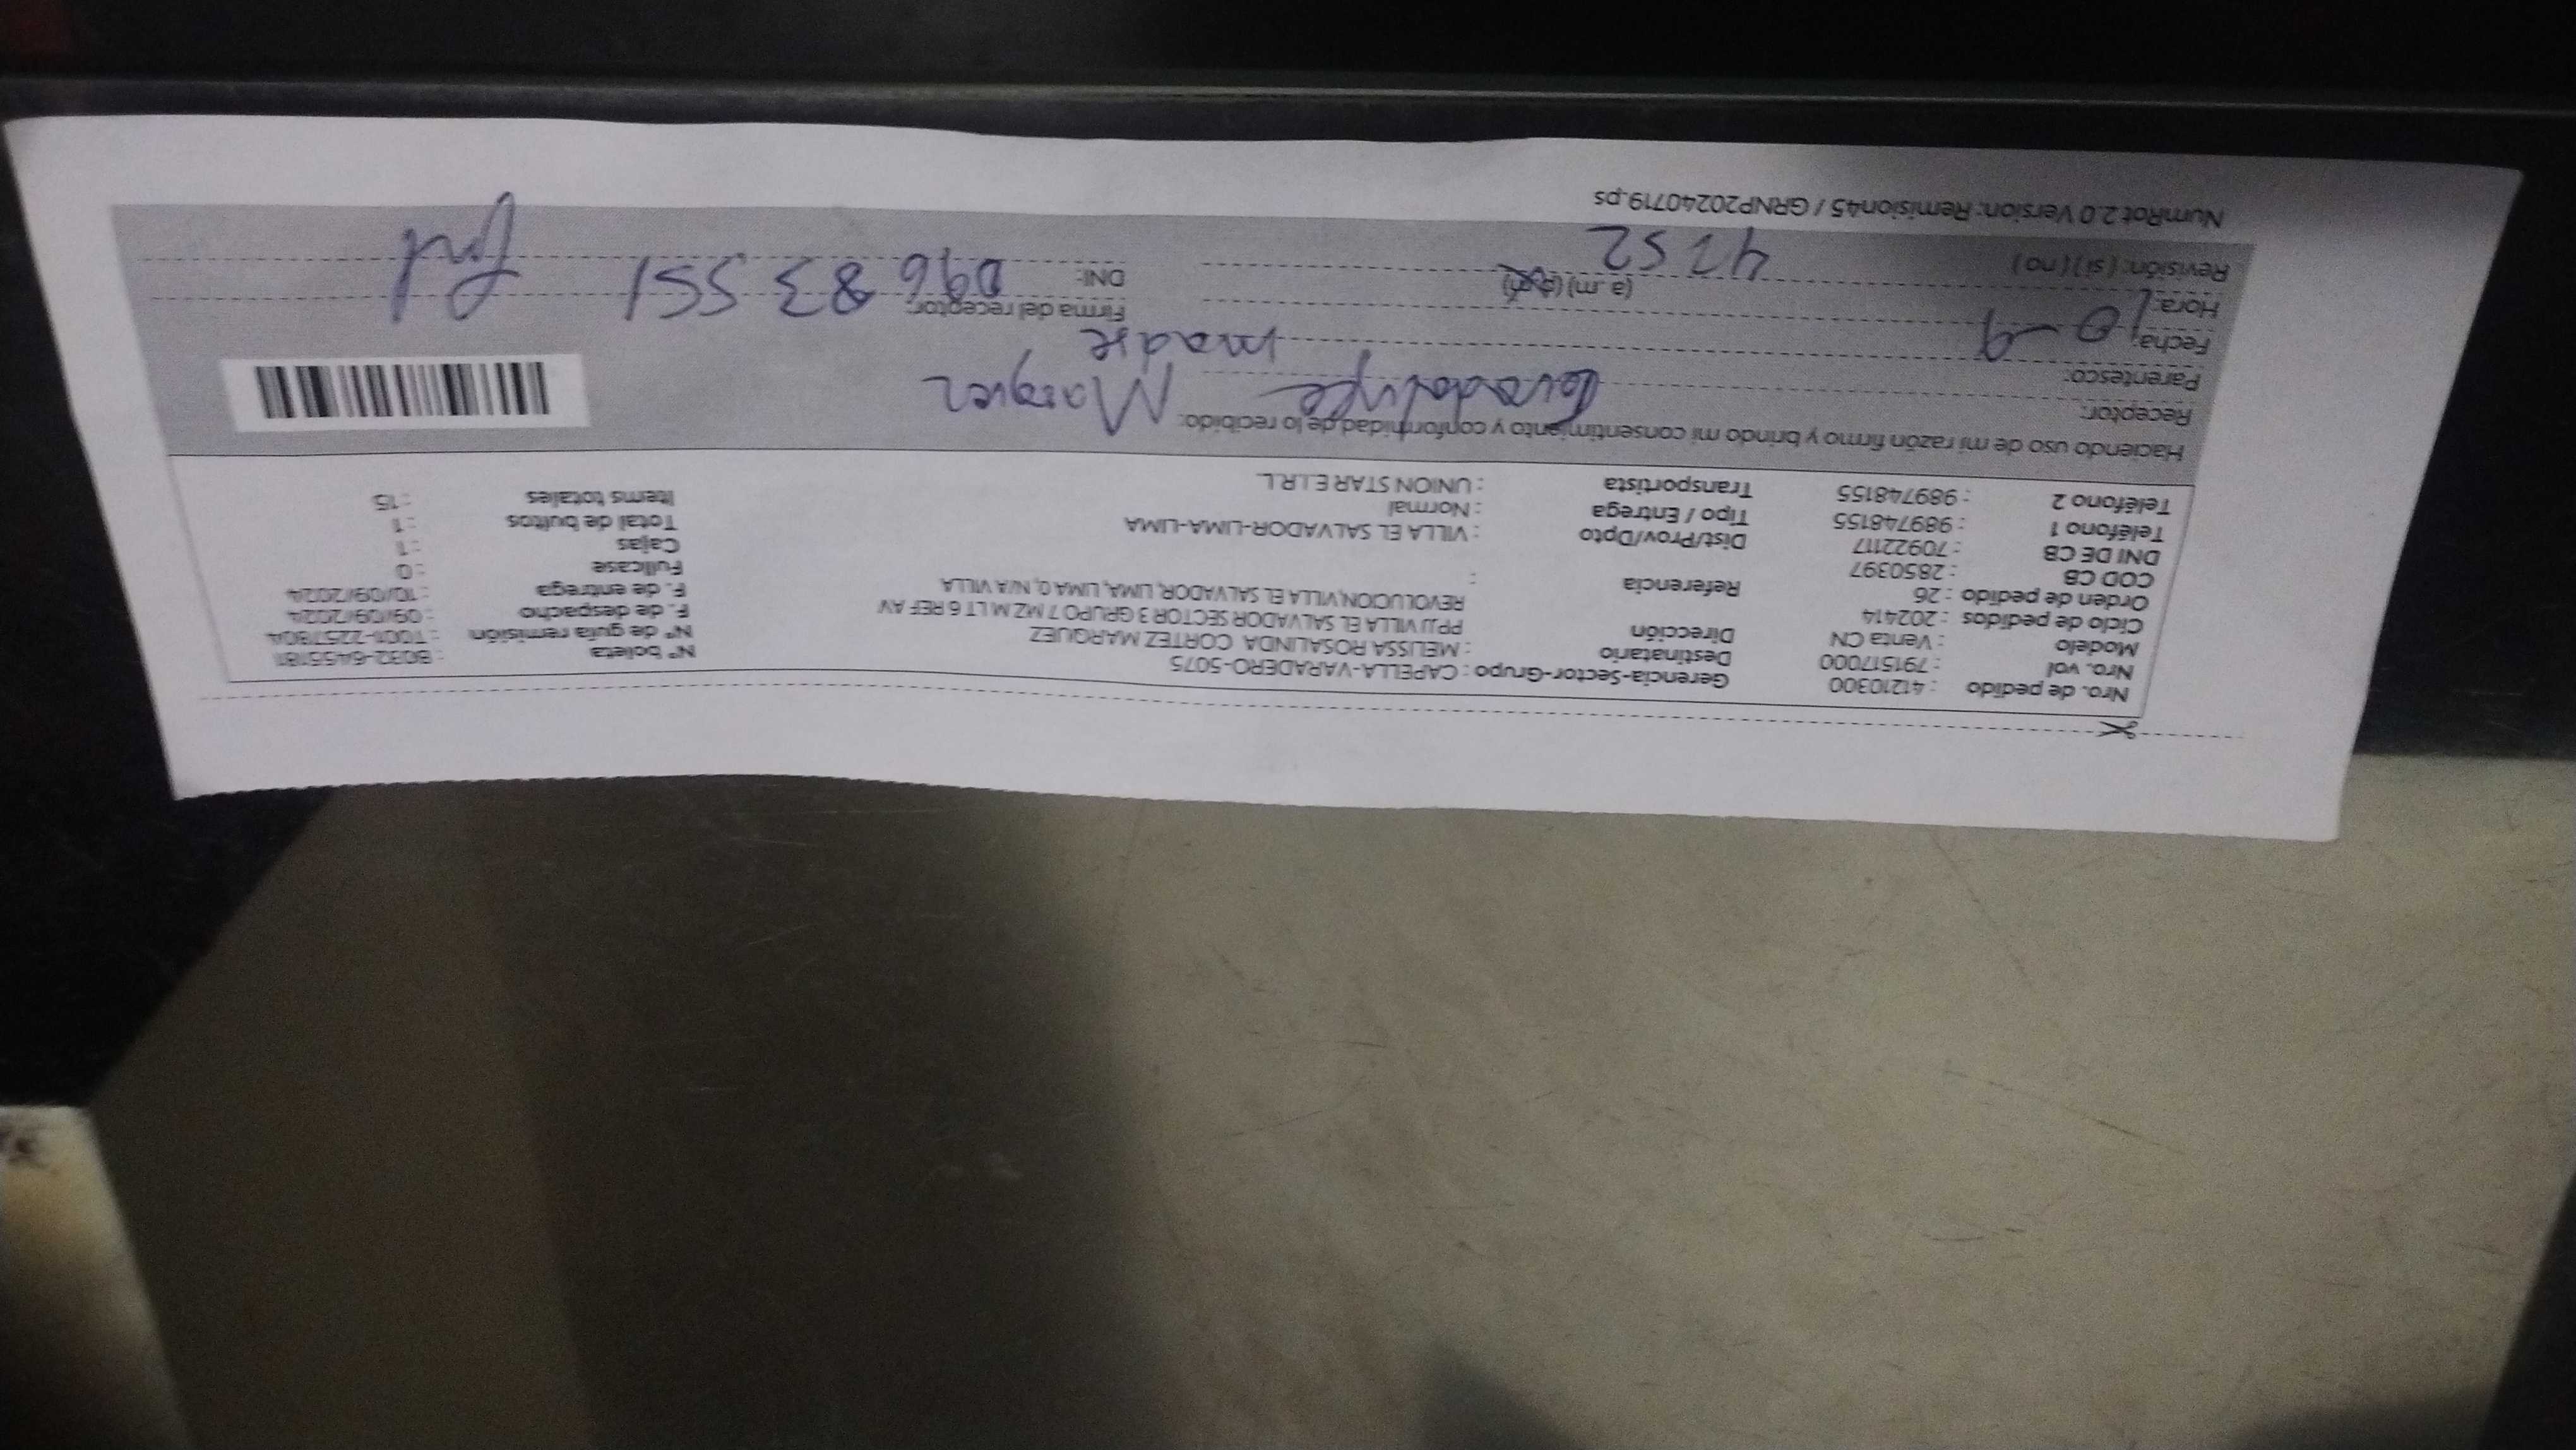 Nro. de pedido : 41210300 Gerencia-Sector-Grupo : CAPELLA-VARADERO-5075 N° boleta : B032-6455181
Nro. vol : 791517000 Destinatario : MELISSA ROSALINDA CORTEZ MARQUEZ N° de guía remisión : T001-2257804
Modelo : Venta CN Dirección PPJJ VILLA EL SALVADOR SECTOR 3 GRUPO 7 MZ M LT 6 REF AV F. de despacho : 09/09/2024
Ciclo de pedidos : 202414 REVOLUCION,VILLA EL SALVADOR, LIMA, LIMA 0, N/A VILLA F. de entrega : 10/09/2024
Orden de pedido : 26 Referencia : Fullcase : 0
COD CB : 2850397 Cajas : 1
DNI DE CB : 70922117 Dist/Prov/Dpto : VILLA EL SALVADOR-LIMA-LIMA Total de bultos : 1
Teléfono 1 : 989748155 Tipo / Entrega : Normal Items totales : 15
Teléfono 2 : 989748155 Transportista : UNION STAR E.I.R.L.
Haciendo uso de mi razón firmo y brindo mi consentimiento y conformidad de lo recibido:
Receptor: Guadalupe Marquez
Parentesco: madre
Fecha: 10-9 Firma del receptor:
Hora: (a.m) DNI: 09683551
Revisión: ( si ) ( no ) 4252
NumRot 2.0 Version: Remision45 / GRNP20240719.ps